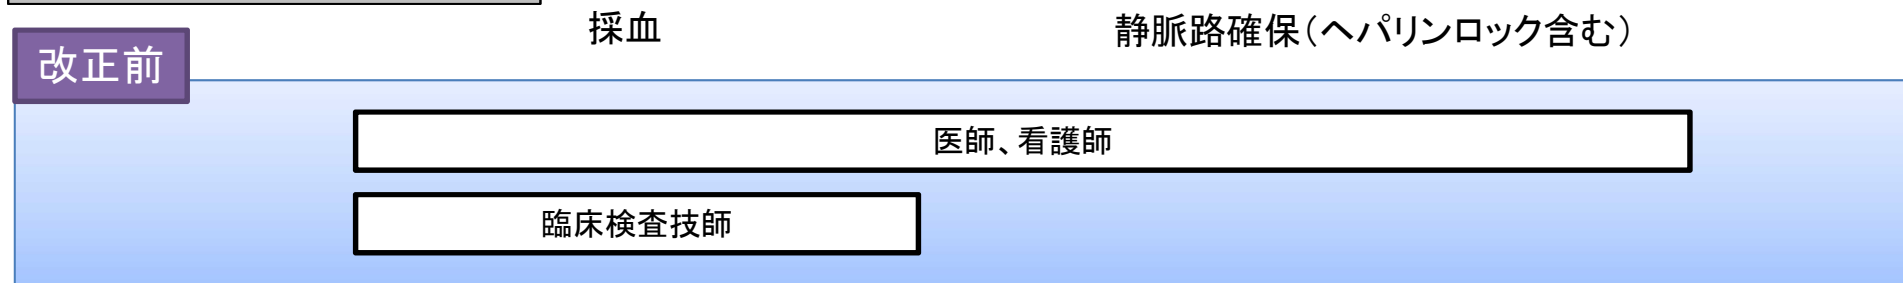 採血
静脈路確保（ヘパリンロック含む）
改正前
医師、看護師
臨床検査技師